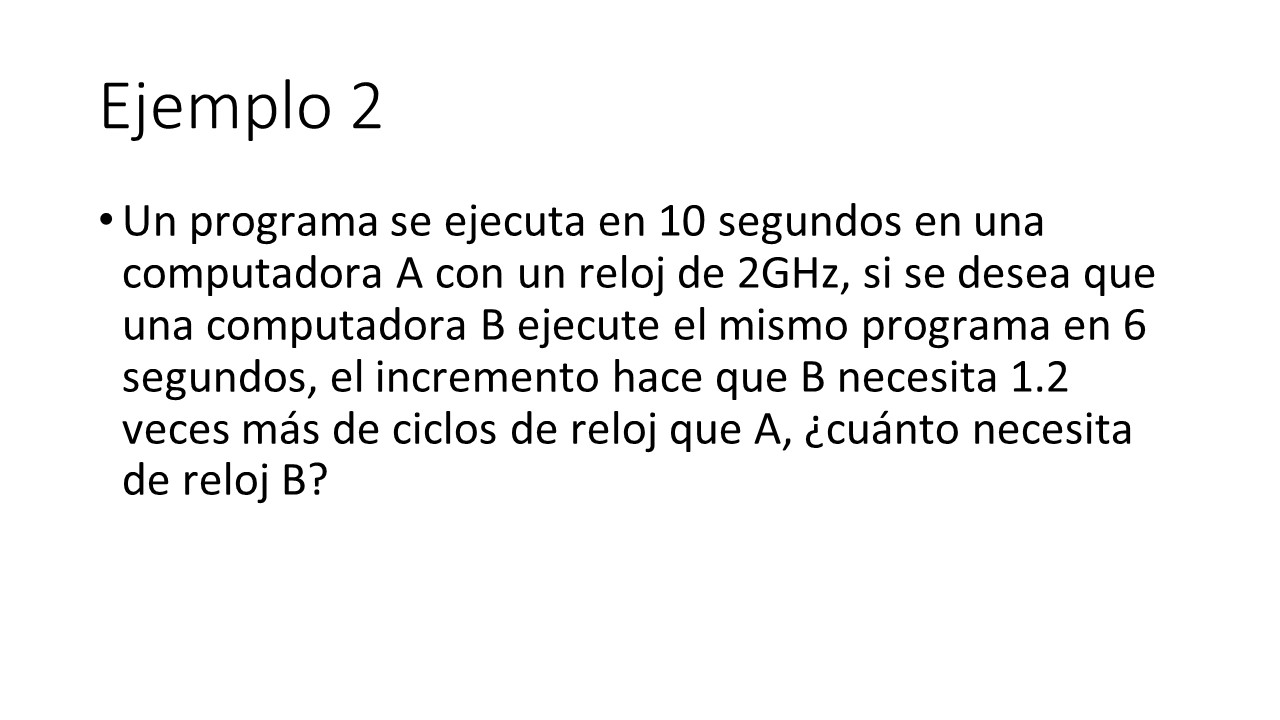 Ejemplo 2
• Un programa se ejecuta en 10 segundos en una
computadora A con un reloj de 2GHz, si se desea que
una computadora B ejecute el mismo programa en 6
segundos, el incremento hace que B necesita 1.2
veces más de ciclos de reloj que A, ¿cuánto necesita
de reloj B?